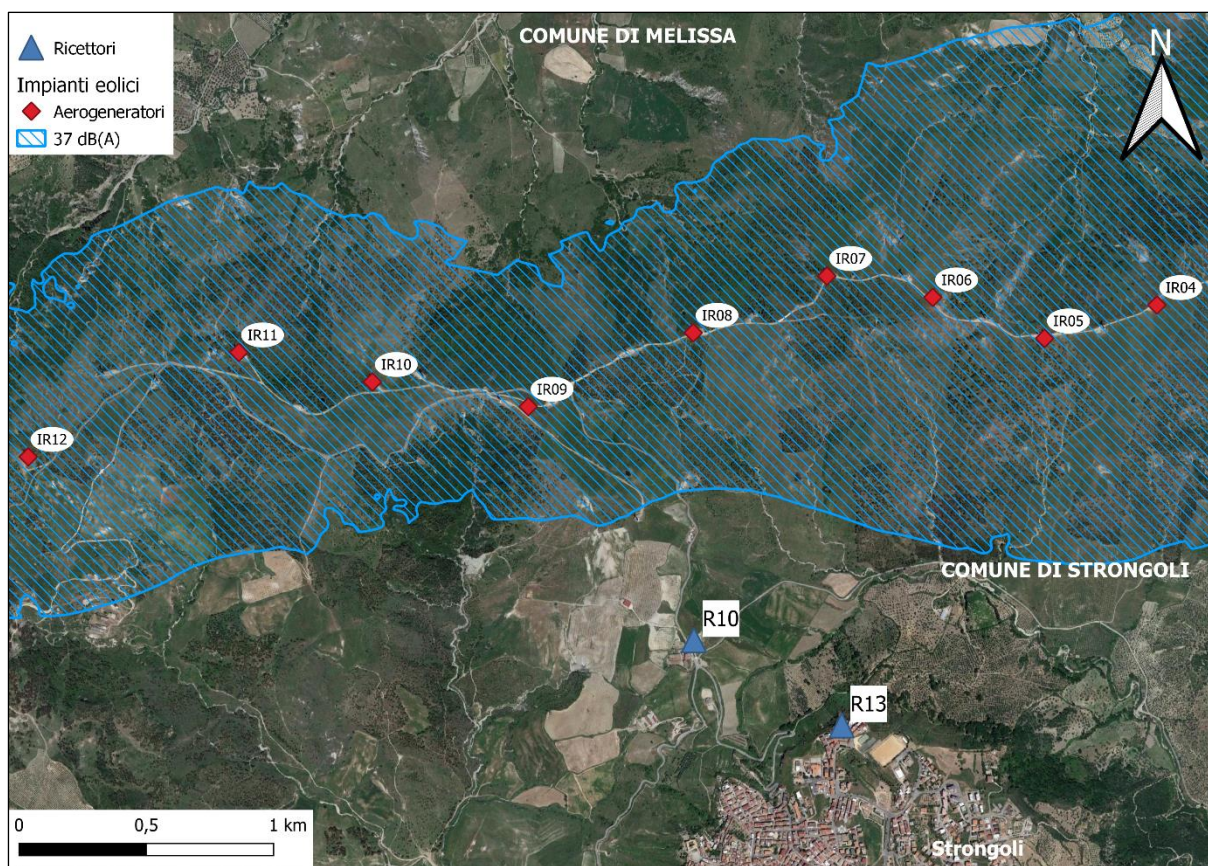 Ricettori
Impianti eolici
Aerogeneratori
37 dB(A)
COMUNE DI MELISSA
N
IR07
IR06
IR04
IR08
IR05
IR11
IR10
IR09
IR12
COMUNE DI STRONGOLI
R10
R13
0 0,5 1 km
Strongoli